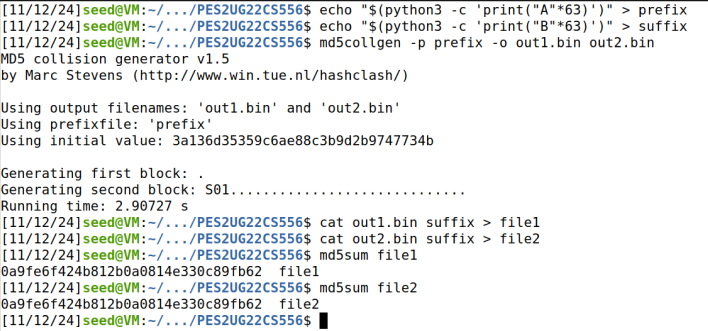 [11/12/24]seed@VM:~/.../PES2UG22CS556$ echo "$(python3 -c 'print("A"*63)')" > prefix
[11/12/24]seed@VM:~/.../PES2UG22CS556$ echo "$(python3 -c 'print("B"*63)')" > suffix
[11/12/24]seed@VM:~/.../PES2UG22CS556$ md5collgen -p prefix -o out1.bin out2.bin
MD5 collision generator v1.5
by Marc Stevens (http://www.win.tue.nl/hashclash/)

Using output filenames: 'out1.bin' and 'out2.bin'
Using prefixfile: 'prefix'
Using initial value: 3a136d35359c6ae88c3b9d2b9747734b

Generating first block: .
Generating second block: S01.............................
Running time: 2.90727 s
[11/12/24]seed@VM:~/.../PES2UG22CS556$ cat out1.bin suffix > file1
[11/12/24]seed@VM:~/.../PES2UG22CS556$ cat out2.bin suffix > file2
[11/12/24]seed@VM:~/.../PES2UG22CS556$ md5sum file1
0a9fe6f424b812b0a0814e330c89fb62  file1
[11/12/24]seed@VM:~/.../PES2UG22CS556$ md5sum file2
0a9fe6f424b812b0a0814e330c89fb62  file2
[11/12/24]seed@VM:~/.../PES2UG22CS556$